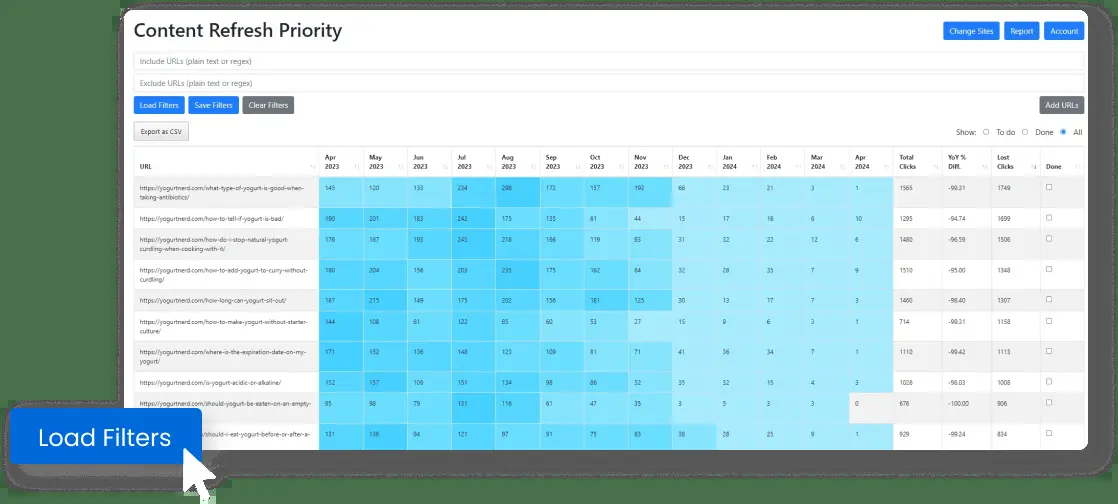 Content Refresh Priority
Change Sites Report Account
Include URLs (plain text or regex)
Exclude URLs (plain text or regex)
Load Filters Save Filters Clear Filters Add URLs
Export as CSV Show: To do Done All
URL Apr 2023 May 2023 Jun 2023 Jul 2023 Aug 2023 Sep 2023 Oct 2023 Nov 2023 Dec 2023 Jan 2024 Feb 2024 Mar 2024 Apr 2024 Total Clicks YoY % Diff. Lost Clicks Done
https://yogurtnerd.com/what-type-of-yogurt-is-good-when- 145 120 133 234 298 172 157 192 66 23 21 3 1 1565 -99.31 1749
taking-antibiotics/
https://yogurtnerd.com/how-to-tell-if-yogurt-is-bad/ 190 201 183 242 175 135 61 44 15 17 16 6 10 1295 -94.74 1699
https://yogurtnerd.com/how-do-i-stop-natural-yogurt- 176 167 193 245 218 166 119 93 31 32 22 12 6 1480 -96.59 1506
curdling-when-cooking-with-it/
https://yogurtnerd.com/how-to-add-yogurt-to-curry-without- 180 204 156 203 235 175 162 84 32 28 35 7 9 1510 -95.00 1348
curdling/
https://yogurtnerd.com/how-long-can-yogurt-sit-out/ 187 215 149 175 202 156 181 125 30 13 17 7 3 1460 -98.40 1307
https://yogurtnerd.com/how-to-make-yogurt-without-starter- 144 108 81 122 85 60 53 27 15 9 6 3 1 714 -99.31 1158
culture/
https://yogurtnerd.com/where-is-the-expiration-date-on-my- 171 152 136 148 123 109 81 71 41 36 34 7 1 1110 -99.42 1113
yogurt/
https://yogurtnerd.com/is-yogurt-acidic-or-alkaline/ 152 157 109 151 134 98 86 52 35 32 15 4 3 1028 -98.03 1008
https://yogurtnerd.com/should-yogurt-be-eaten-on-an-empty- 95 98 79 131 116 61 47 35 3 5 3 3 0 676 -100.00 906
/should-i-eat-yogurt-before-or-after-a- 131 136 94 121 97 91 75 83 38 28 25 9 1 929 -99.24 834
Load Filters